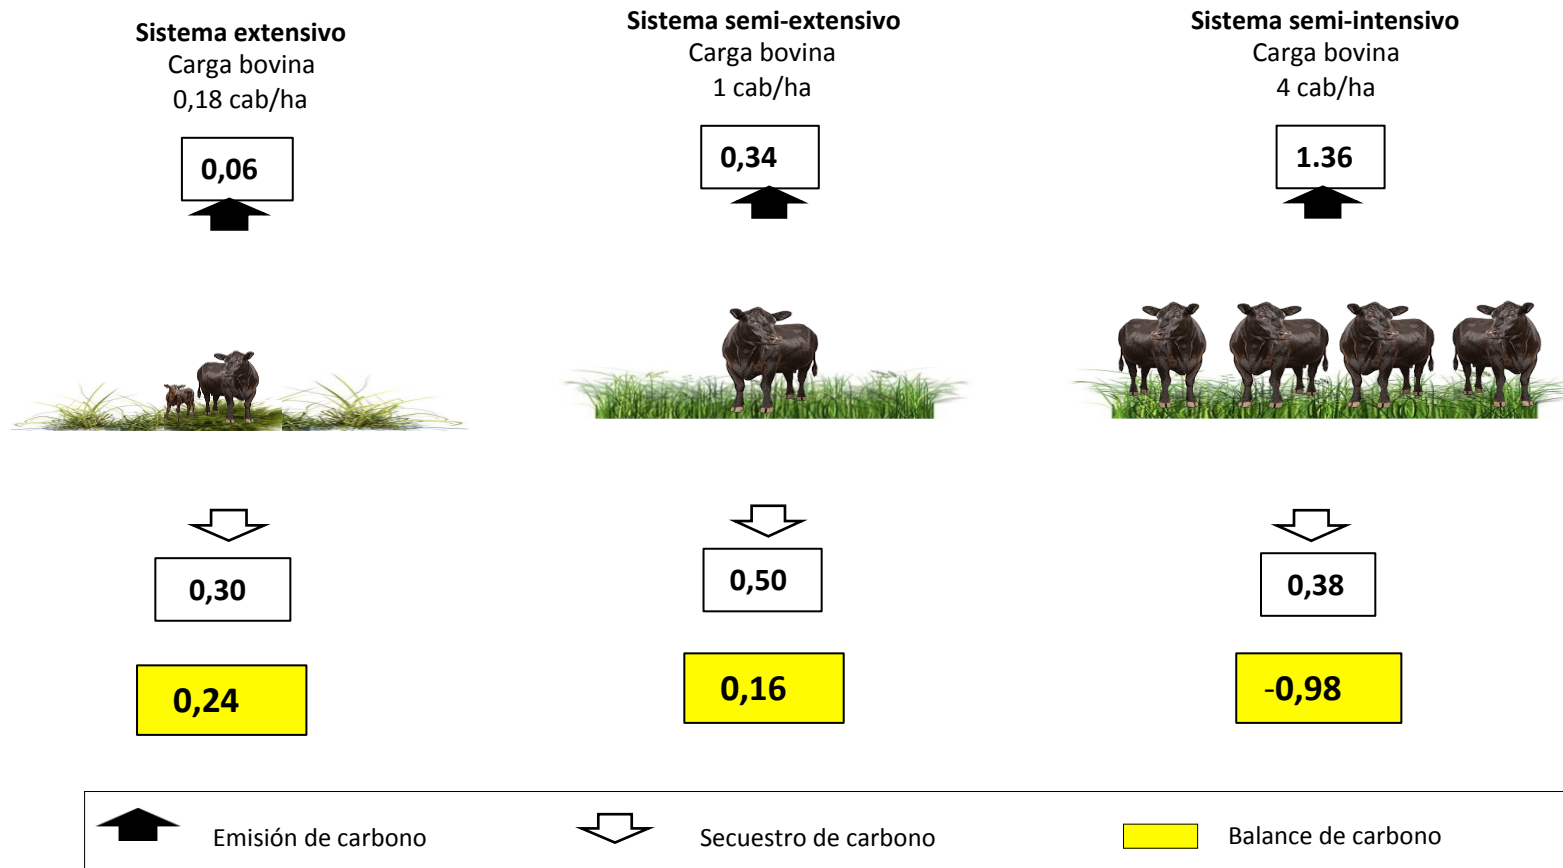 Sistema extensivo
Carga bovina
0,18 cab/ha
0,06
0,30
0,24
Sistema semi-extensivo
Carga bovina
1 cab/ha
0,34
0,50
0,16
Sistema semi-intensivo
Carga bovina
4 cab/ha
1.36
0,38
-0,98
Emisión de carbono
Secuestro de carbono
Balance de carbono